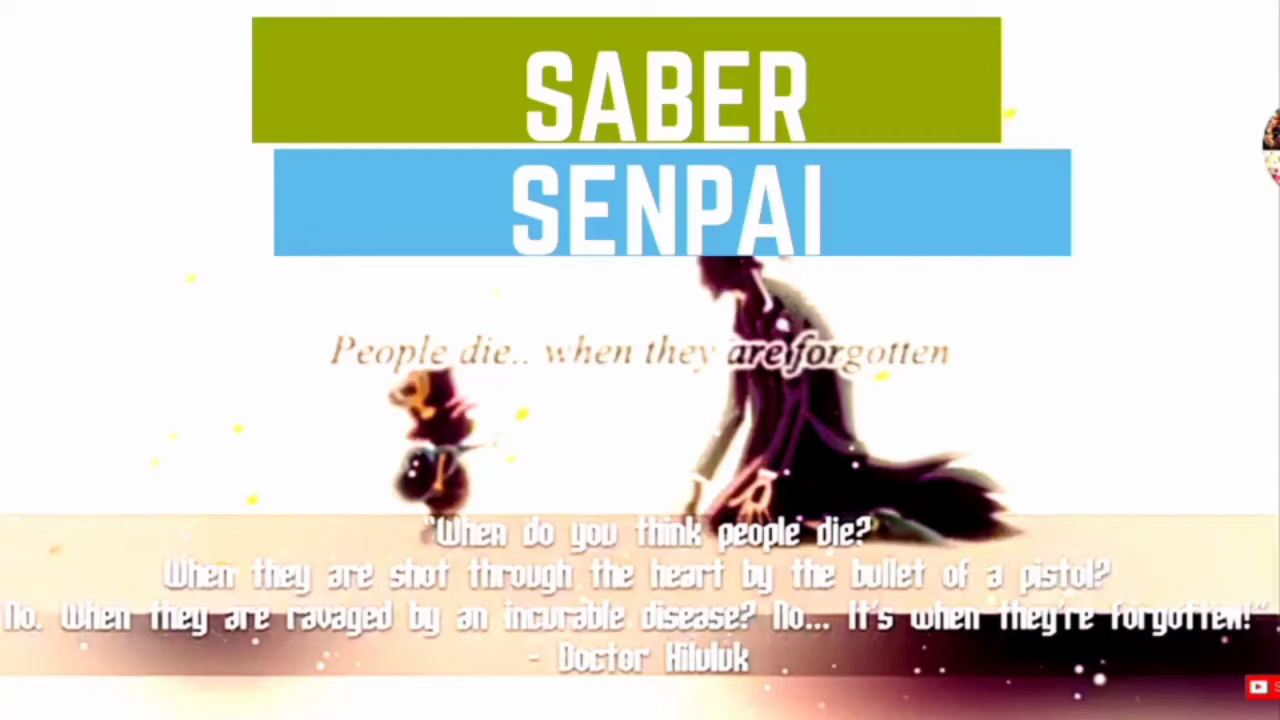 SABER
SENPAI
People die.. when they are forgotten
"When do you think people die?
When they are shot through the heart by the bullet of a pistol?
No. When they are ravaged by an incurable disease? No... It's when they're forgotten!"
- Doctor Hiluluk